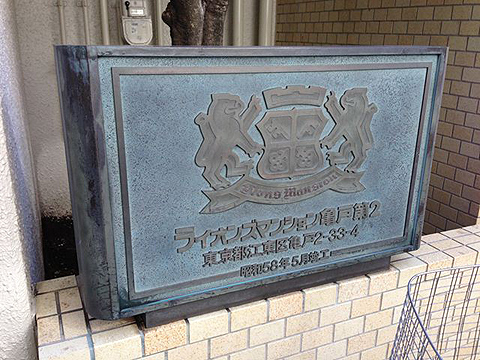 Lions Mansion
ライオンズマンション亀戸第2
東京都江東区亀戸2-33-4
昭和58年5月竣工